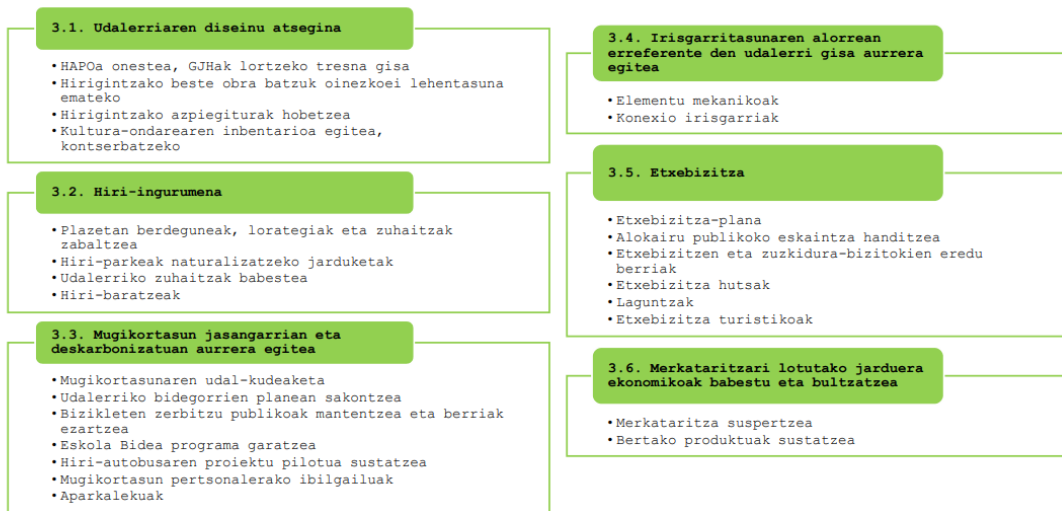 3.1. Udalerriaren diseinu atsegina
• HAPOa onestea, GJHak lortzeko tresna gisa
• Hirigintzako beste obra batzuk oinezkoei lehentasuna
emateko
• Hirigintzako azpiegiturak hobetzea
• Kultura-ondarearen inbentarioa egitea,
kontserbatzeko
3.2. Hiri-ingurumena
• Plazetan berdeguneak, lorategiak eta zuhaitzak
zabaltzea
• Hiri-parkeak naturalizatzeko jarduketak
• Udalerriko zuhaitzak babestea
• Hiri-baratzeak
3.3. Mugikortasun jasangarrian eta
deskarbonizatuan aurrera egitea
• Mugikortasunaren udal-kudeaketa
• Udalerriko bidegorrien planean sakontzea
• Bizikleten zerbitzu publikoak mantentzea eta berriak
ezartzea
• Eskola Bidea programa garatzea
• Hiri-autobusaren proiektu pilotua sustatzea
• Mugikortasun pertsonalerako ibilgailuak
• Aparkalekuak
3.4. Irisgarritasunaren alorrean
erreferente den udalerri gisa aurrera
egitea
• Elementu mekanikoak
• Konexio irisgarriak
3.5. Etxebizitza
• Etxebizitza-plana
• Alokairu publikoko eskaintza handitzea
• Etxebizitzen eta zuzkidura-bizitokien eredu
berriak
• Etxebizitza hutsak
• Laguntzak
• Etxebizitza turistikoak
3.6. Merkataritzari lotutako jarduera
ekonomikoak babestu eta bultzatzea
• Merkataritza suspertzea
• Bertako produktuak sustatzea